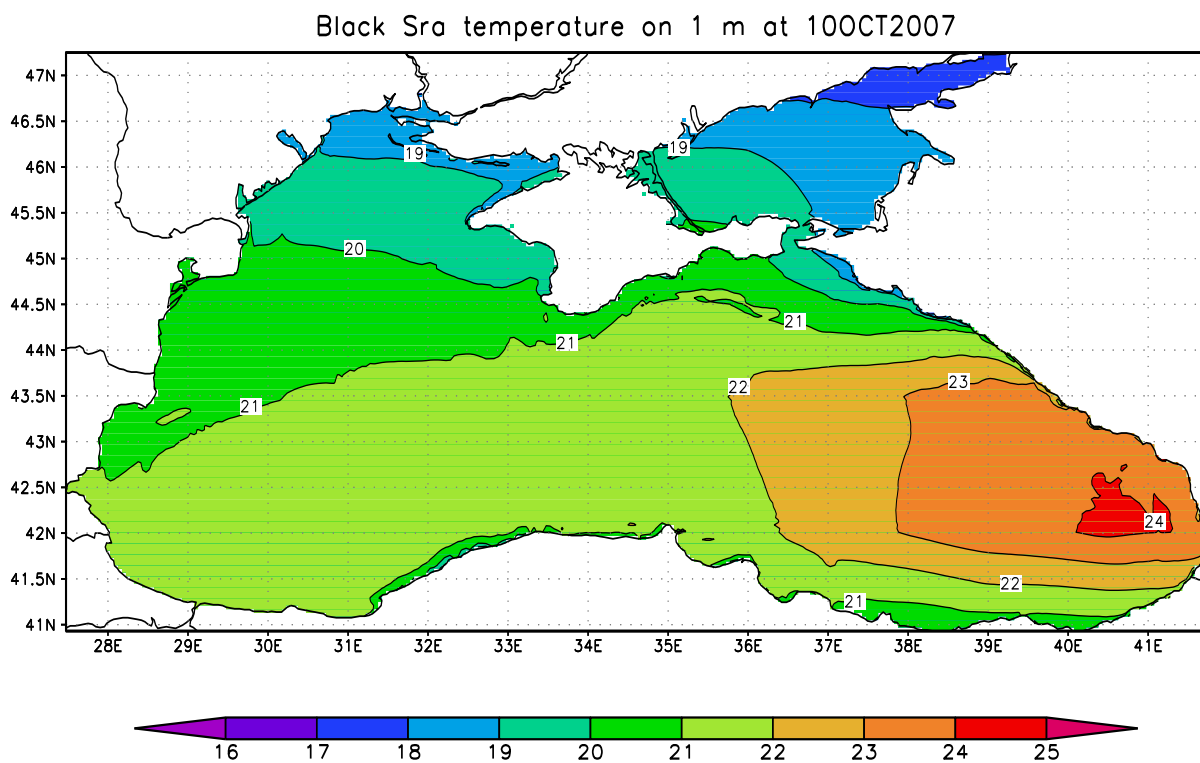 Black Sra temperature on 1 m at 10OCT2007
47N
46.5N
46N
45.5N
45N
44.5N
44N
43.5N
43N
42.5N
42N
41.5N
41N
19
19
20
21
21
22
23
21
24
22
21
28E 29E 30E 31E 32E 33E 34E 35E 36E 37E 38E 39E 40E 41E
16 17 18 19 20 21 22 23 24 25